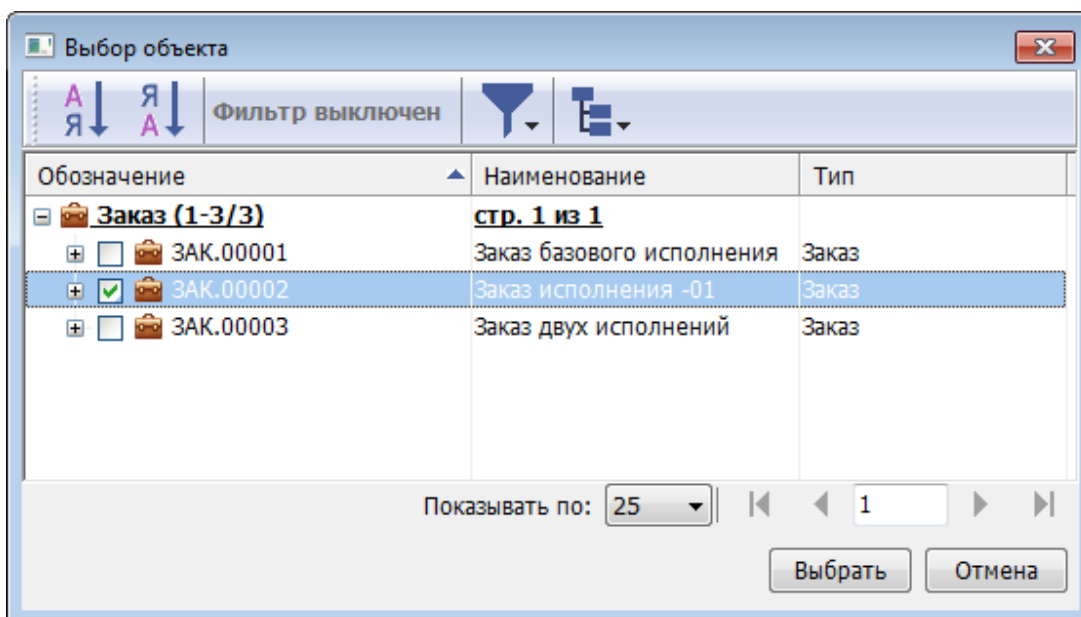 Выбор объекта
А Я Я А Фильтр выключен
Обозначение Наименование Тип
Заказ (1-3/3) стр. 1 из 1
ЗАК.00001 Заказ базового исполнения Заказ
ЗАК.00002 Заказ исполнения -01 Заказ
ЗАК.00003 Заказ двух исполнений Заказ
Показывать по: 25 1
Выбрать Отмена